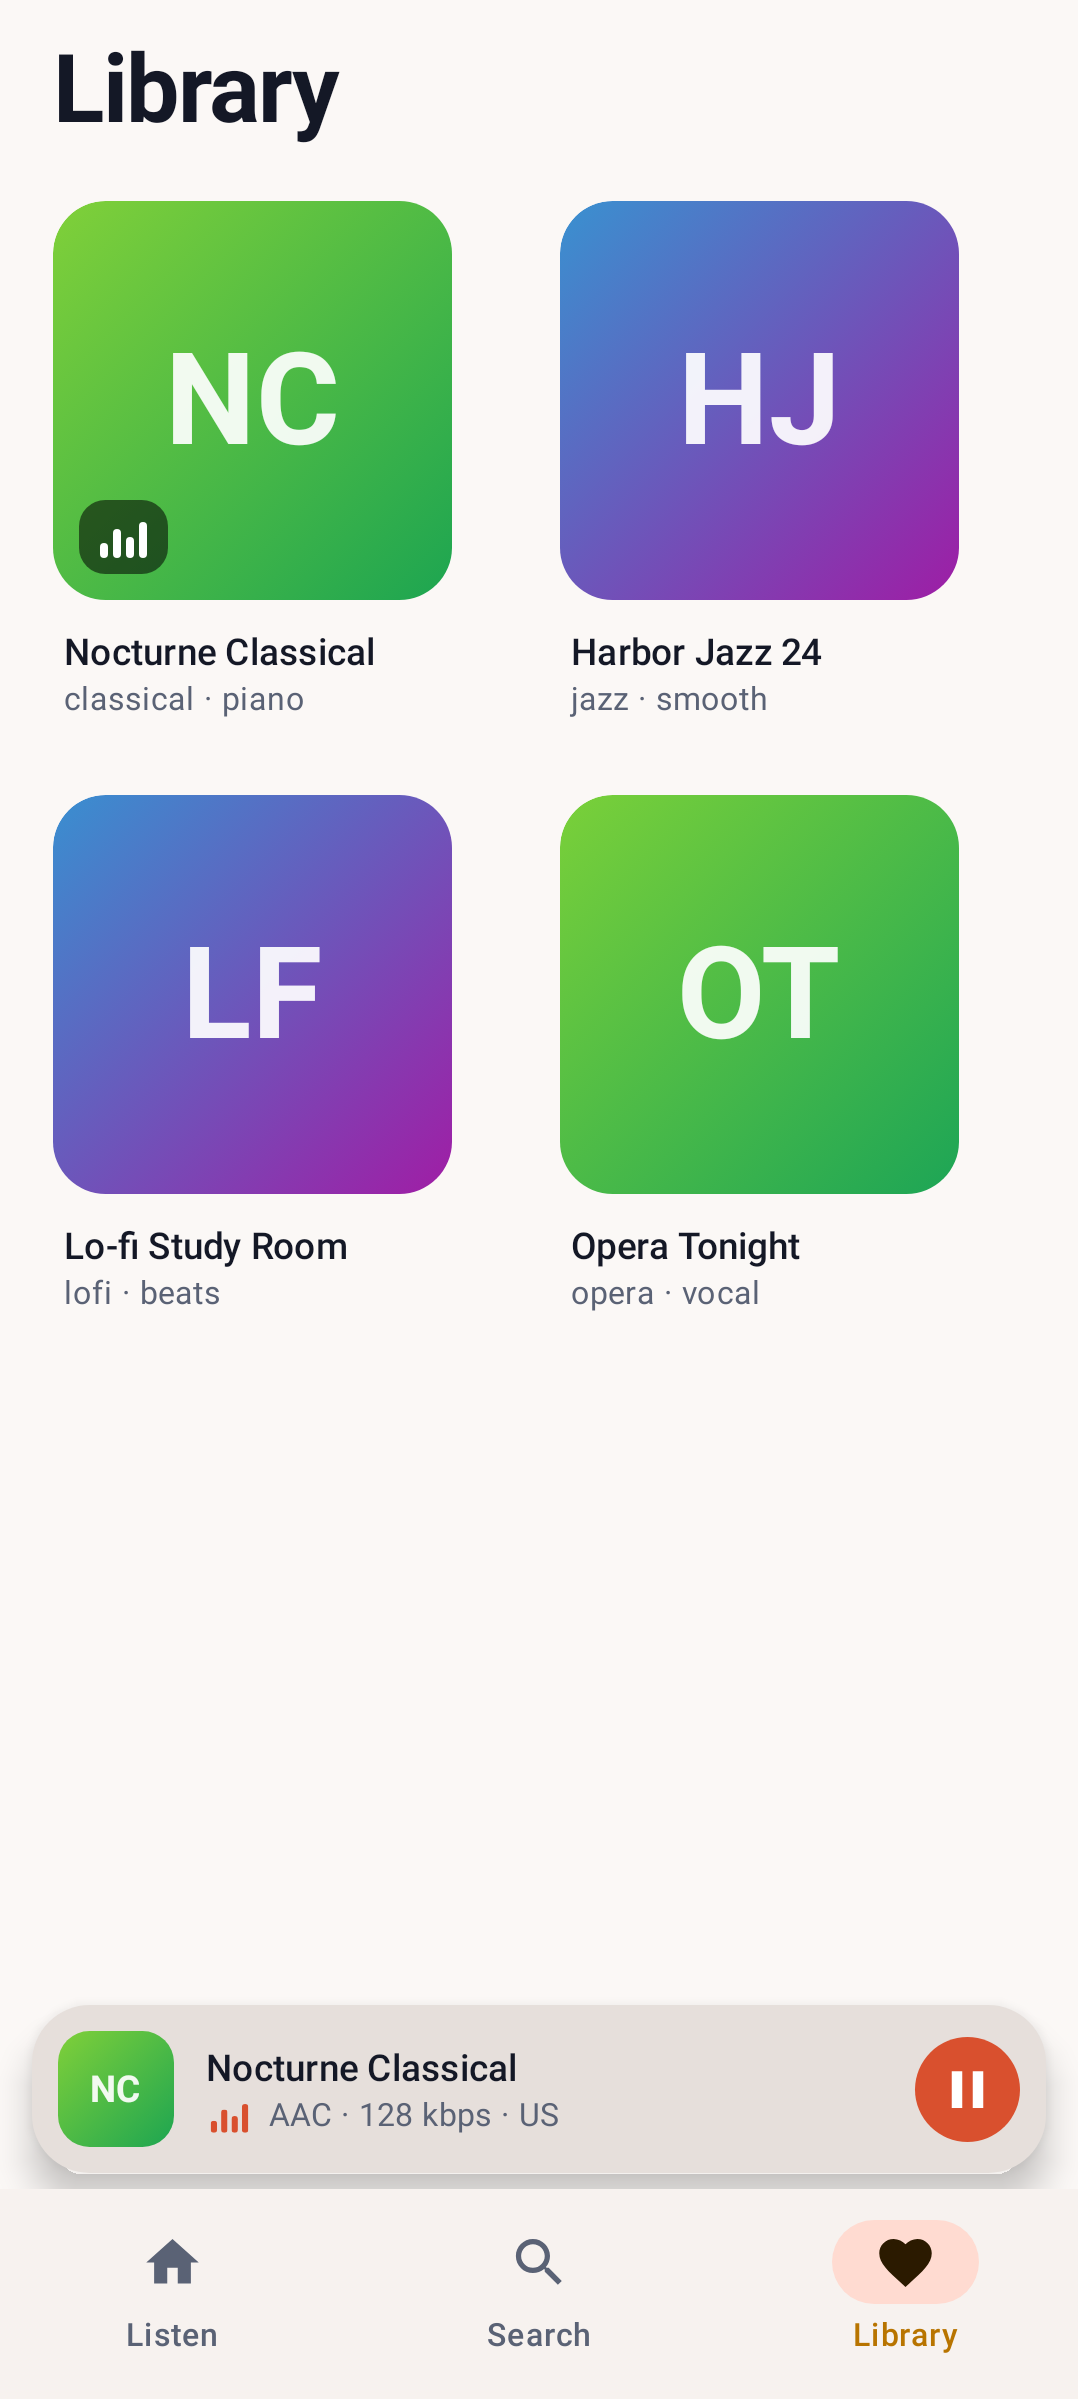 Library
NC
HJ
Nocturne Classical
classical · piano
Harbor Jazz 24
jazz · smooth
LF
OT
Lo-fi Study Room
lofi · beats
Opera Tonight
opera · vocal
NC
Nocturne Classical
AAC · 128 kbps · US
Listen
Search
Library